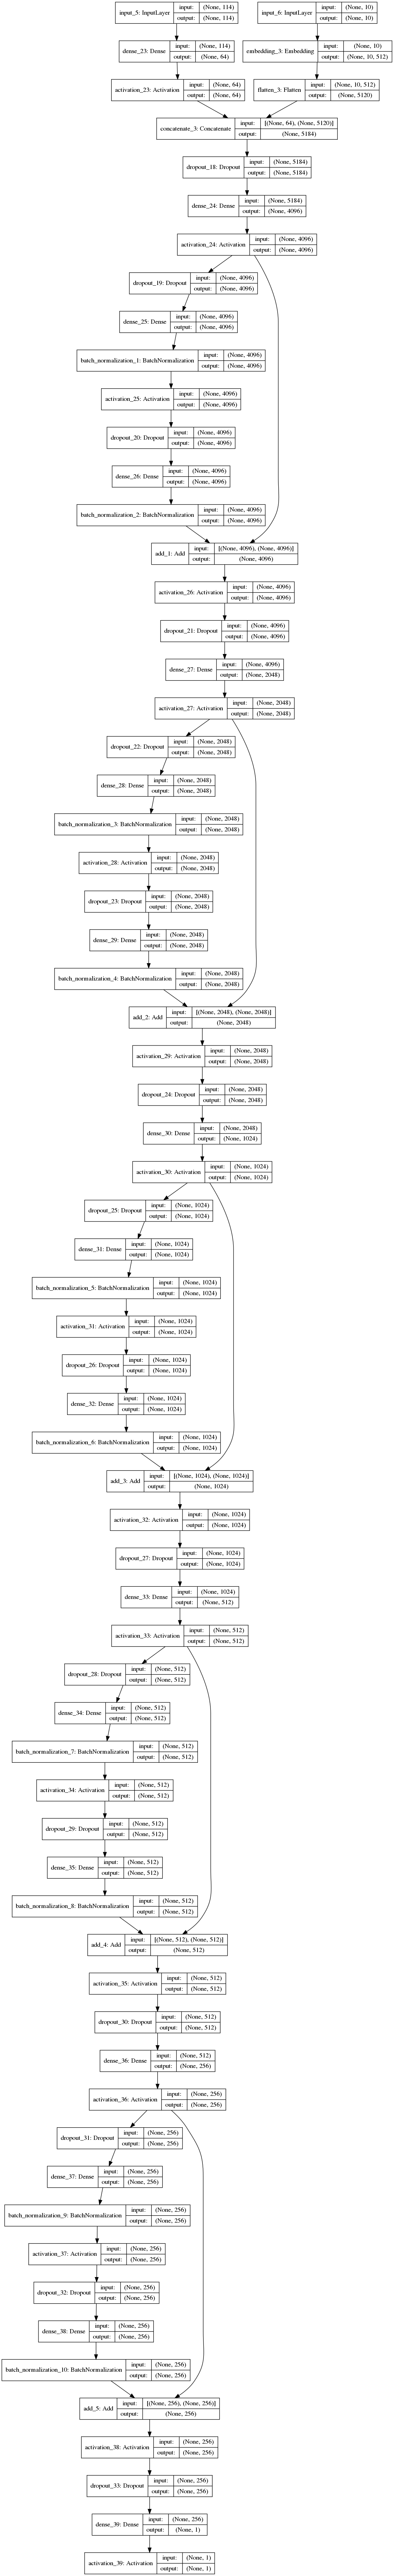 input_5: InputLayer input: (None, 114)
output: (None, 114)
input_6: InputLayer input: (None, 10)
output: (None, 10)
dense_23: Dense input: (None, 114)
output: (None, 64)
embedding_3: Embedding input: (None, 10)
output: (None, 10, 512)
activation_23: Activation input: (None, 64)
output: (None, 64)
flatten_3: Flatten input: (None, 10, 512)
output: (None, 5120)
concatenate_3: Concatenate input: [(None, 64), (None, 5120)]
output: (None, 5184)
dropout_18: Dropout input: (None, 5184)
output: (None, 5184)
dense_24: Dense input: (None, 5184)
output: (None, 4096)
activation_24: Activation input: (None, 4096)
output: (None, 4096)
dropout_19: Dropout input: (None, 4096)
output: (None, 4096)
dense_25: Dense input: (None, 4096)
output: (None, 4096)
batch_normalization_1: BatchNormalization input: (None, 4096)
output: (None, 4096)
activation_25: Activation input: (None, 4096)
output: (None, 4096)
dropout_20: Dropout input: (None, 4096)
output: (None, 4096)
dense_26: Dense input: (None, 4096)
output: (None, 4096)
batch_normalization_2: BatchNormalization input: (None, 4096)
output: (None, 4096)
add_1: Add input: [(None, 4096), (None, 4096)]
output: (None, 4096)
activation_26: Activation input: (None, 4096)
output: (None, 4096)
dropout_21: Dropout input: (None, 4096)
output: (None, 4096)
dense_27: Dense input: (None, 4096)
output: (None, 2048)
activation_27: Activation input: (None, 2048)
output: (None, 2048)
dropout_22: Dropout input: (None, 2048)
output: (None, 2048)
dense_28: Dense input: (None, 2048)
output: (None, 2048)
batch_normalization_3: BatchNormalization input: (None, 2048)
output: (None, 2048)
activation_28: Activation input: (None, 2048)
output: (None, 2048)
dropout_23: Dropout input: (None, 2048)
output: (None, 2048)
dense_29: Dense input: (None, 2048)
output: (None, 2048)
batch_normalization_4: BatchNormalization input: (None, 2048)
output: (None, 2048)
add_2: Add input: [(None, 2048), (None, 2048)]
output: (None, 2048)
activation_29: Activation input: (None, 2048)
output: (None, 2048)
dropout_24: Dropout input: (None, 2048)
output: (None, 2048)
dense_30: Dense input: (None, 2048)
output: (None, 1024)
activation_30: Activation input: (None, 1024)
output: (None, 1024)
dropout_25: Dropout input: (None, 1024)
output: (None, 1024)
dense_31: Dense input: (None, 1024)
output: (None, 1024)
batch_normalization_5: BatchNormalization input: (None, 1024)
output: (None, 1024)
activation_31: Activation input: (None, 1024)
output: (None, 1024)
dropout_26: Dropout input: (None, 1024)
output: (None, 1024)
dense_32: Dense input: (None, 1024)
output: (None, 1024)
batch_normalization_6: BatchNormalization input: (None, 1024)
output: (None, 1024)
add_3: Add input: [(None, 1024), (None, 1024)]
output: (None, 1024)
activation_32: Activation input: (None, 1024)
output: (None, 1024)
dropout_27: Dropout input: (None, 1024)
output: (None, 1024)
dense_33: Dense input: (None, 1024)
output: (None, 512)
activation_33: Activation input: (None, 512)
output: (None, 512)
dropout_28: Dropout input: (None, 512)
output: (None, 512)
dense_34: Dense input: (None, 512)
output: (None, 512)
batch_normalization_7: BatchNormalization input: (None, 512)
output: (None, 512)
activation_34: Activation input: (None, 512)
output: (None, 512)
dropout_29: Dropout input: (None, 512)
output: (None, 512)
dense_35: Dense input: (None, 512)
output: (None, 512)
batch_normalization_8: BatchNormalization input: (None, 512)
output: (None, 512)
add_4: Add input: [(None, 512), (None, 512)]
output: (None, 512)
activation_35: Activation input: (None, 512)
output: (None, 512)
dropout_30: Dropout input: (None, 512)
output: (None, 512)
dense_36: Dense input: (None, 512)
output: (None, 256)
activation_36: Activation input: (None, 256)
output: (None, 256)
dropout_31: Dropout input: (None, 256)
output: (None, 256)
dense_37: Dense input: (None, 256)
output: (None, 256)
batch_normalization_9: BatchNormalization input: (None, 256)
output: (None, 256)
activation_37: Activation input: (None, 256)
output: (None, 256)
dropout_32: Dropout input: (None, 256)
output: (None, 256)
dense_38: Dense input: (None, 256)
output: (None, 256)
batch_normalization_10: BatchNormalization input: (None, 256)
output: (None, 256)
add_5: Add input: [(None, 256), (None, 256)]
output: (None, 256)
activation_38: Activation input: (None, 256)
output: (None, 256)
dropout_33: Dropout input: (None, 256)
output: (None, 256)
dense_39: Dense input: (None, 256)
output: (None, 1)
activation_39: Activation input: (None, 1)
output: (None, 1)